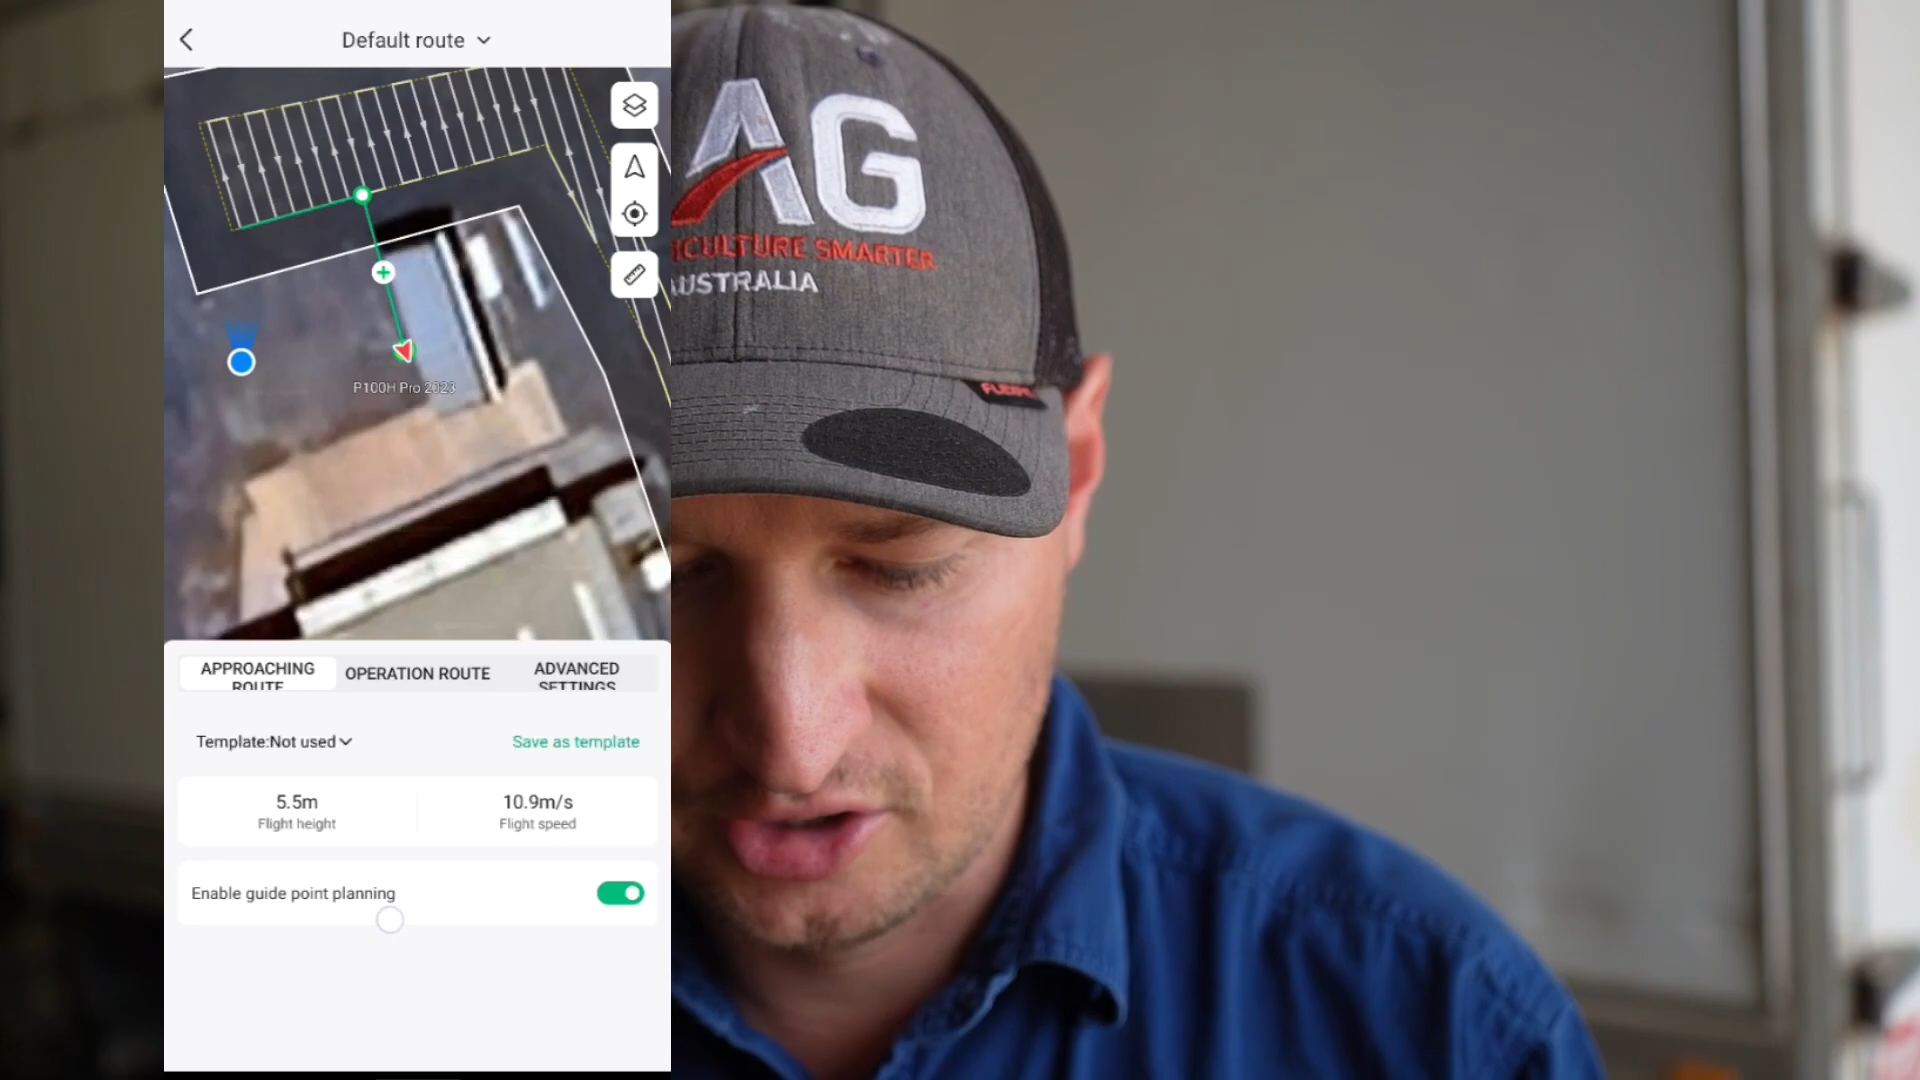 Default route
P100H Pro 2023
APPROACHING
ROUTE
OPERATION ROUTE
ADVANCED
SETTINGS
Template:Not used
Save as template
5.5m
Flight height
10.9m/s
Flight speed
Enable guide point planning
AG
ICULTURE SMARTER
AUSTRALIA